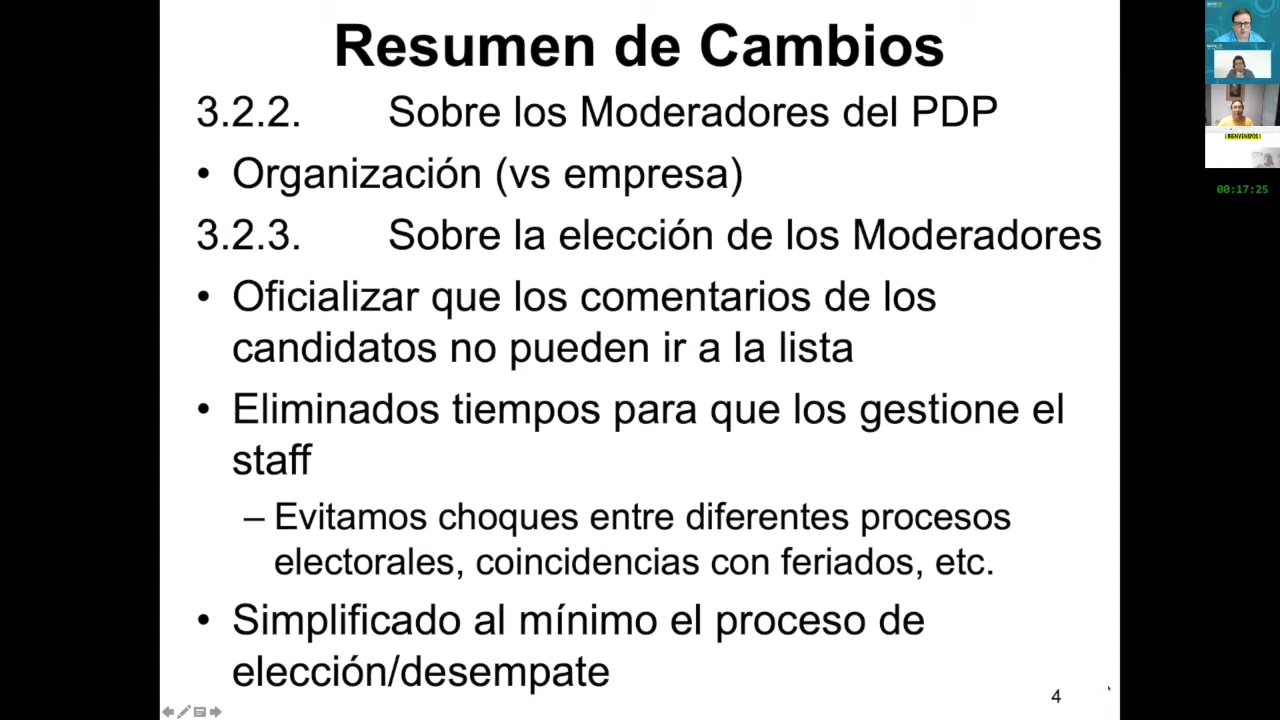 Resumen de Cambios
3.2.2. Sobre los Moderadores del PDP
• Organización (vs empresa)
3.2.3. Sobre la elección de los Moderadores
• Oficializar que los comentarios de los
candidatos no pueden ir a la lista
• Eliminados tiempos para que los gestione el
staff
– Evitamos choques entre diferentes procesos
electorales, coincidencias con feriados, etc.
• Simplificado al mínimo el proceso de
elección/desempate
4
¡BIENVENIDOS!
00:17:25